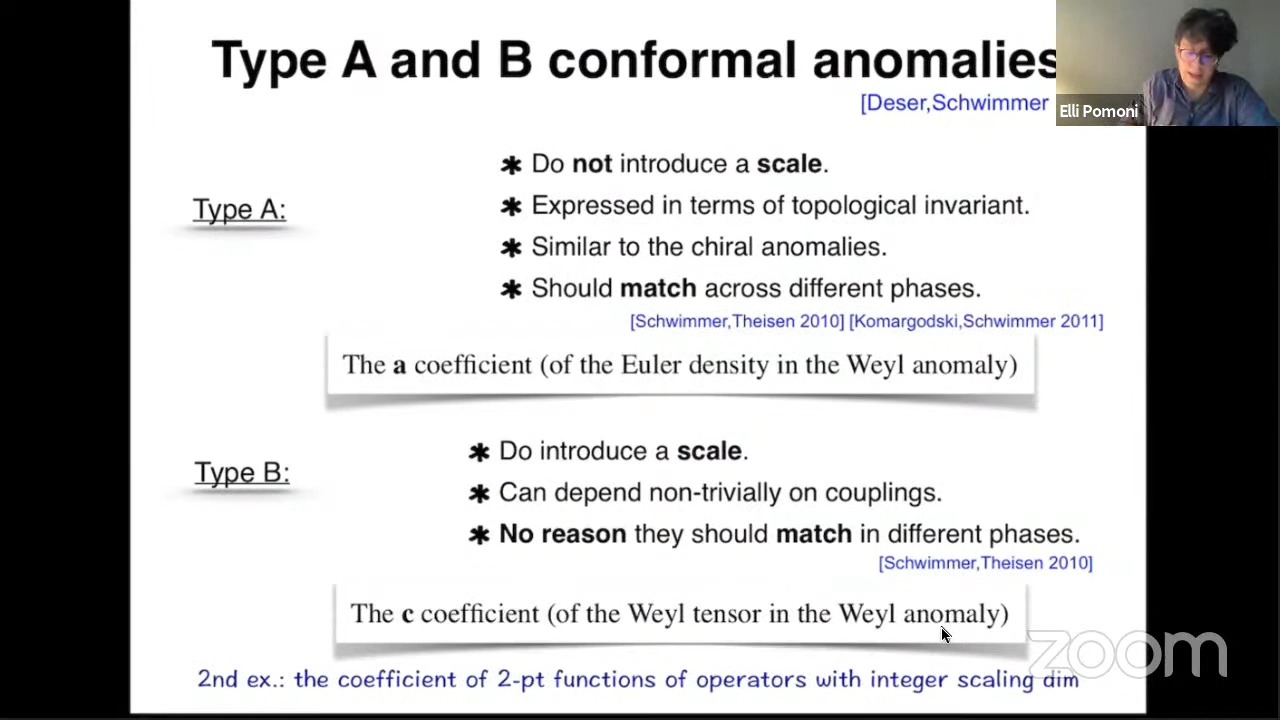 Type A and B conformal anomalies
[Deser,Schwimmer
Elli Pomoni
Type A:
✱ Do not introduce a scale.
✱ Expressed in terms of topological invariant.
✱ Similar to the chiral anomalies.
✱ Should match across different phases.
[Schwimmer,Theisen 2010] [Komargodski,Schwimmer 2011]
The a coefficient (of the Euler density in the Weyl anomaly)
Type B:
✱ Do introduce a scale.
✱ Can depend non-trivially on couplings.
✱ No reason they should match in different phases.
[Schwimmer,Theisen 2010]
The c coefficient (of the Weyl tensor in the Weyl anomaly)
zoom
2nd ex.: the coefficient of 2-pt functions of operators with integer scaling dim